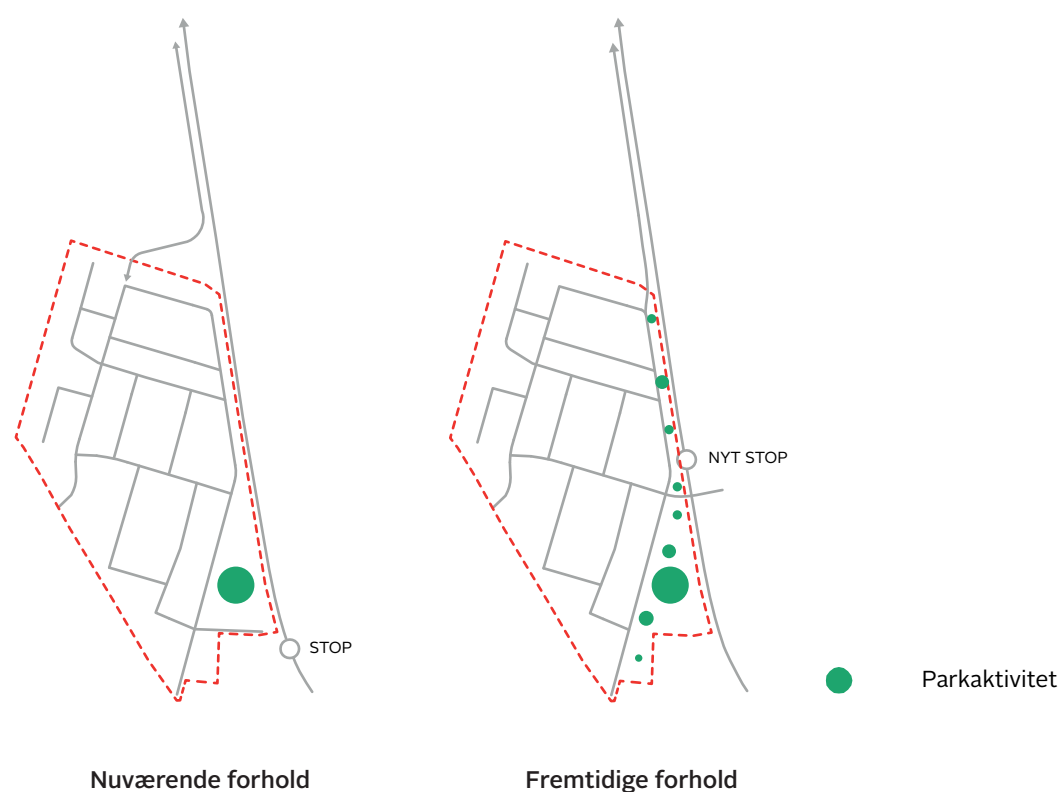 NYT STOP
STOP
Parkaktivitet
Nuværende forhold
Fremtidige forhold